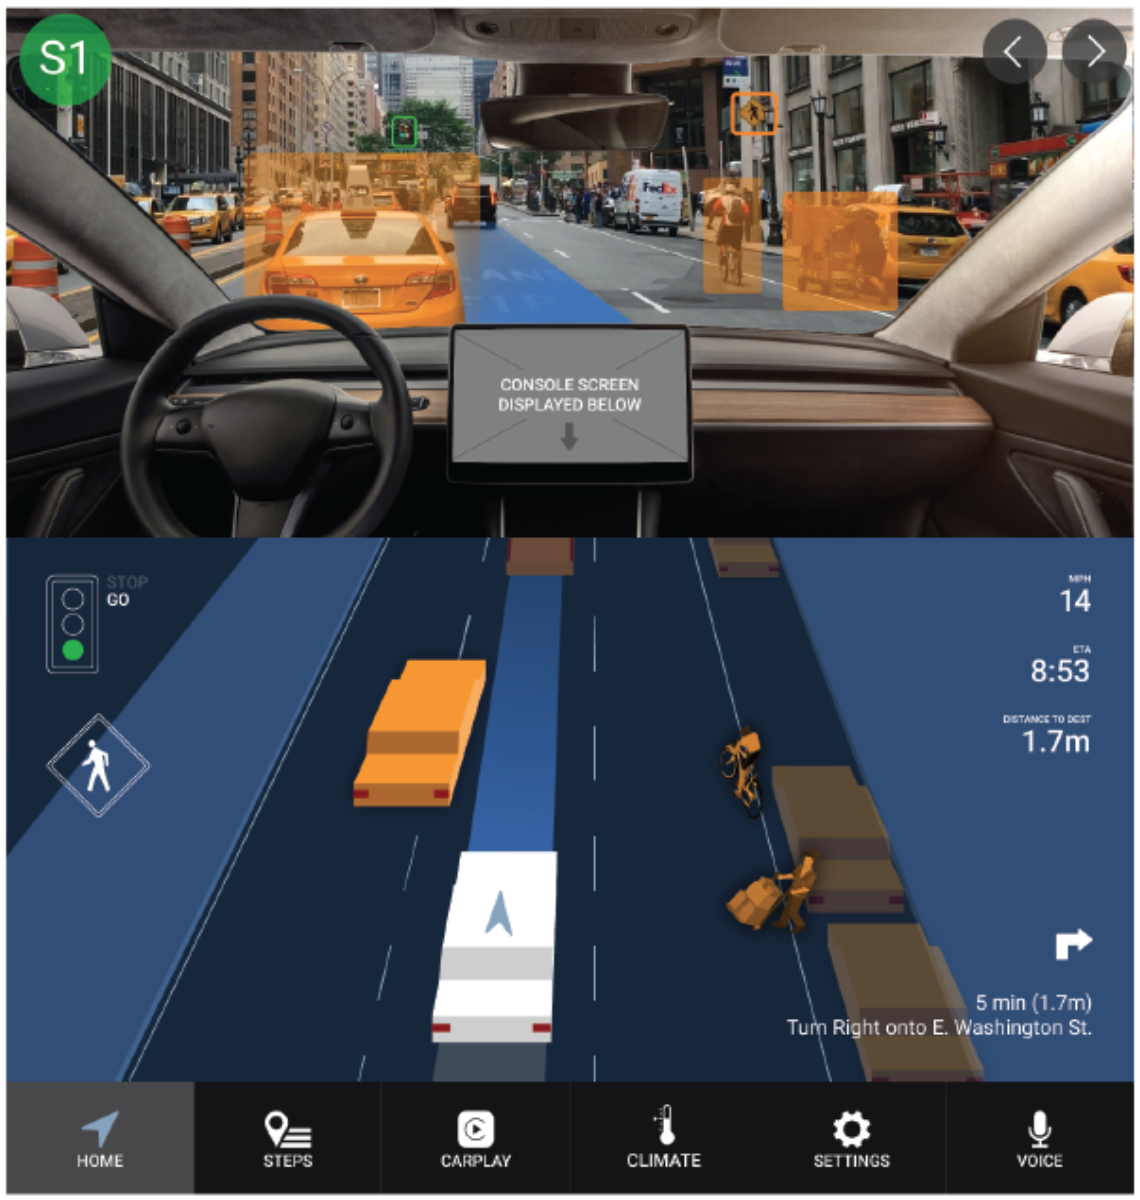 S1
FedEx
CONSOLE SCREEN
DISPLAYED BELOW
STOP
GO
MPH
14
ETA
8:53
DISTANCE TO DEST
1.7m
5 min (1.7m)
Turn Right onto E. Washington St.
HOME
STEPS
CARPLAY
CLIMATE
SETTINGS
VOICE